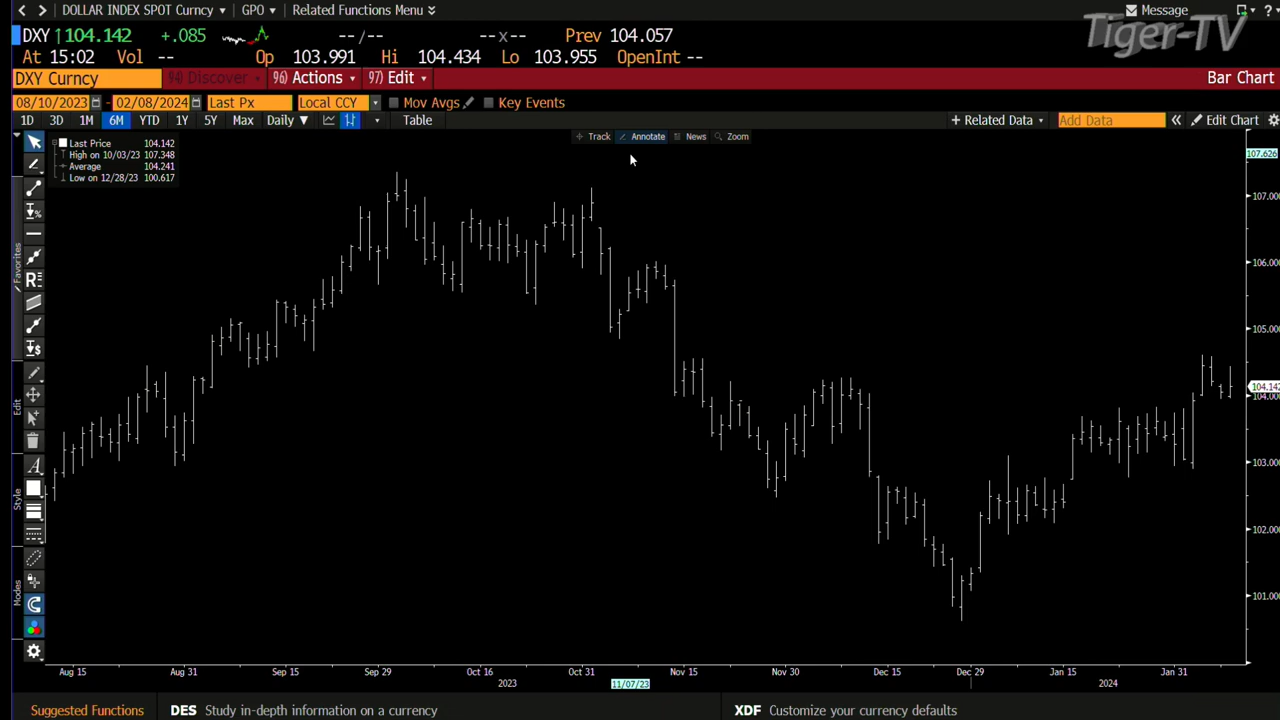 DOLLAR INDEX SPOT Curncy GPO Related Functions Menu Message ?
Tiger-TV
DXY ↑104.142 +.085 -- / -- -- x -- Prev 104.057
At 15:02 Vol -- Op 103.991 Hi 104.434 Lo 103.955 OpenInt --
DXY Curncy 94) Discover 96) Actions 97) Edit Bar Chart
08/10/2023 - 02/08/2024 Last Px Local CCY Mov Avgs Key Events
1D 3D 1M 6M YTD 1Y 5Y Max Daily ▼ Table + Related Data Add Data « Edit Chart
Track Annotate News Zoom
Last Price 104.142
High on 10/03/23 107.348
Average 104.241
Low on 12/28/23 100.617
107.626
107.000
106.000
105.000
104.142
104.000
103.000
102.000
101.000
Favorites
Edit
Style
Modes
Aug 15 Aug 31 Sep 15 Sep 29 Oct 16 Oct 31 Nov 15 Nov 30 Dec 15 Dec 29 Jan 15 Jan 31
2023 11/07/23 2024
Suggested Functions DES Study in-depth information on a currency XDF Customize your currency defaults